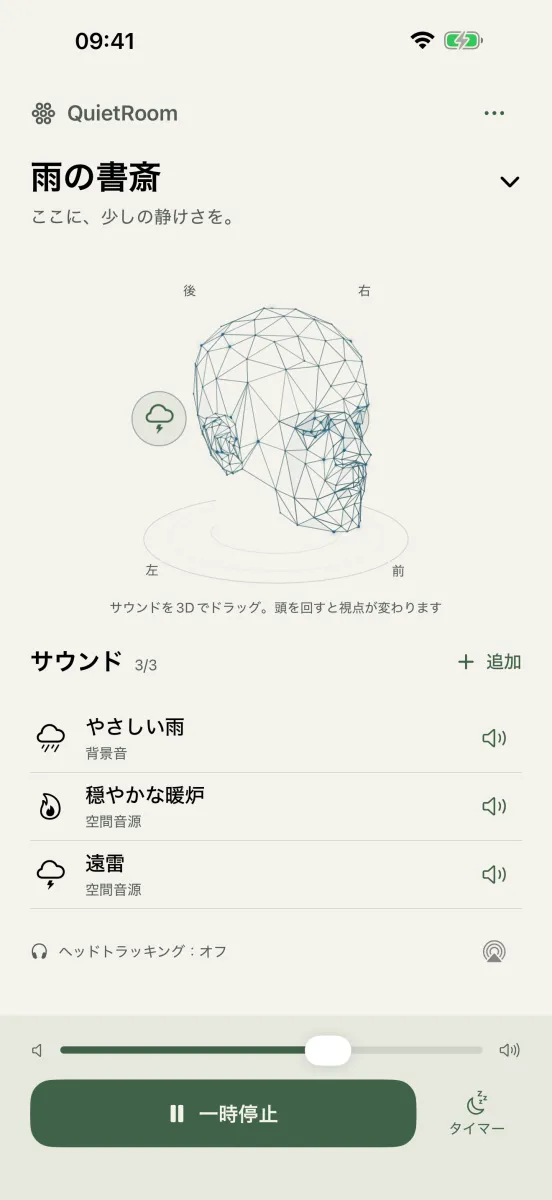 09:41
QuietRoom
雨の書斎
ここに、少しの静けさを。
後
右
左
前
サウンドを3Dでドラッグ。頭を回すと視点が変わります
サウンド 3/3
追加
やさしい雨
背景音
穏やかな暖炉
空間音源
遠雷
空間音源
ヘッドトラッキング：オフ
一時停止
タイマー